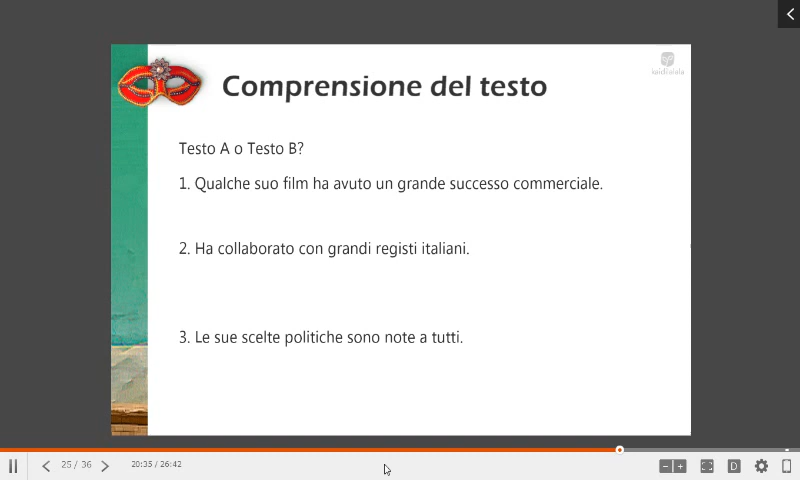 Comprensione del testo
Testo A o Testo B?
1. Qualche suo film ha avuto un grande successo commerciale.
2. Ha collaborato con grandi registi italiani.
3. Le sue scelte politiche sono note a tutti.
25 / 36
20:35 / 26:42
D